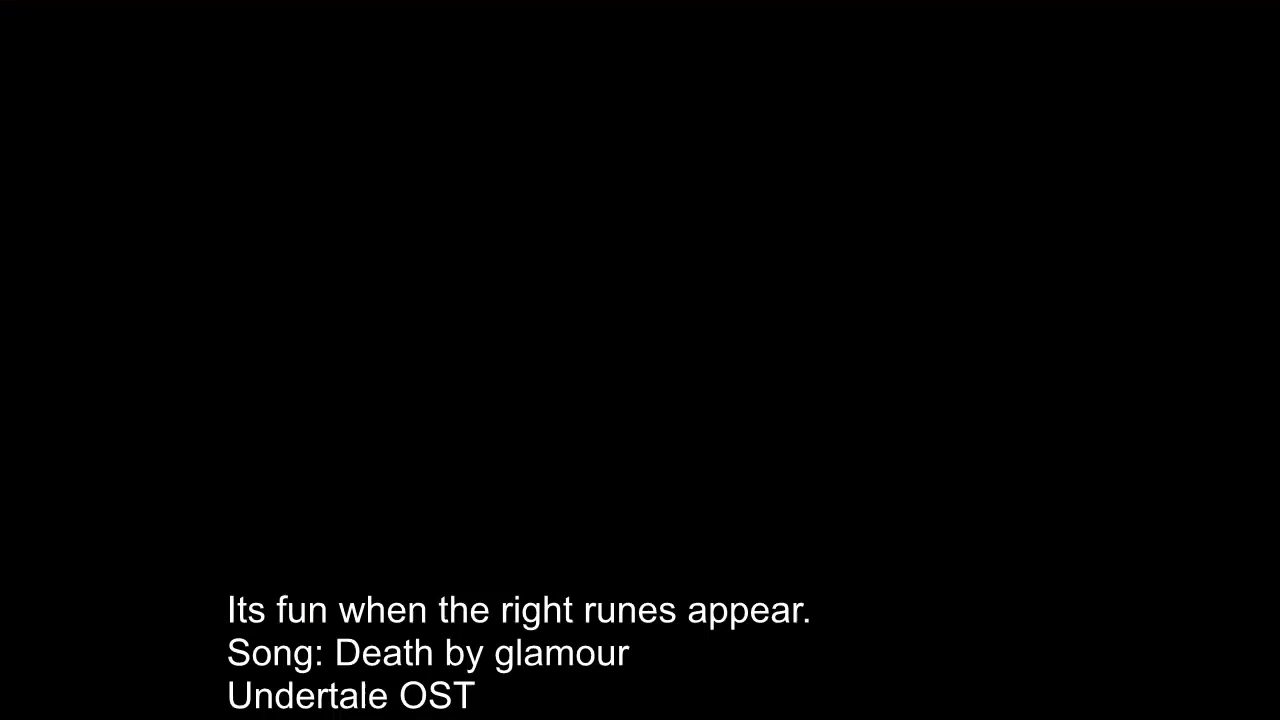 Its fun when the right runes appear.
Song: Death by glamour
Undertale OST